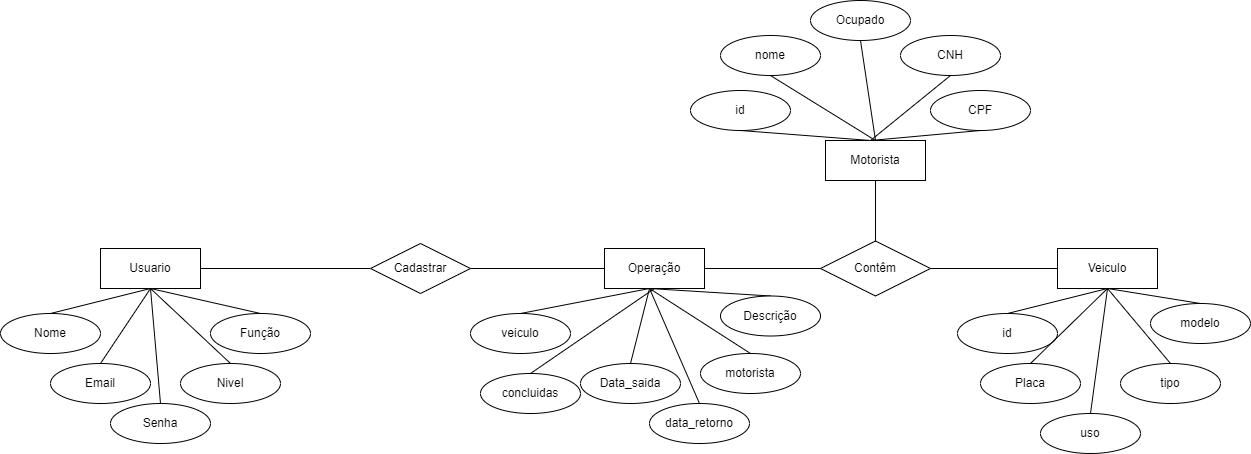 Ocupado
nome
CNH
id
CPF
Motorista
Usuario
Cadastrar
Operação
Contêm
Veiculo
Nome
Função
Email
Nivel
Senha
veiculo
Descrição
concluidas
Data_saida
motorista
data_retorno
id
modelo
Placa
tipo
uso